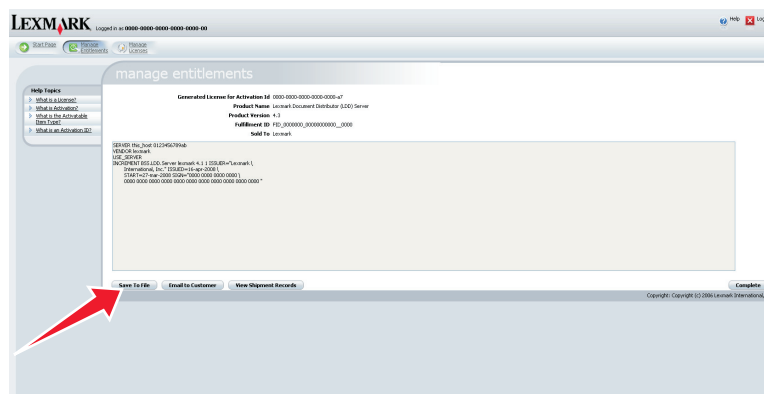 LEXMARK Logged in as 0000-0000-0000-0000-0000-00
Help Log
Start Page Manage Entitlements Manage Licenses
manage entitlements
Help Topics
What is a License?
What is Activation?
What is the Activatable
Item Type?
What is an Activation ID?
Generated License for Activation Id 0000-0000-0000-0000-0000-a7
Product Name Lexmark Document Distributor (LDD) Server
Product Version 4.3
Fulfillment ID FID_0000000_00000000000__0000
Sold To Lexmark
SERVER this_host 0123456789ab
VENDOR lexmark
USE_SERVER
INCREMENT BSS.LDD.Server lexmark 4.1 1 ISSUER="Lexmark \
International, Inc." ISSUED=16-apr-2008 \
START=27-mar-2008 SIGN="0000 0000 0000 0000 \
0000 0000 0000 0000 0000 0000 0000 0000 0000 0000 0000 "
Save To File Email to Customer View Shipment Records Complete
Copyright: Copyright (c) 2006 Lexmark International,